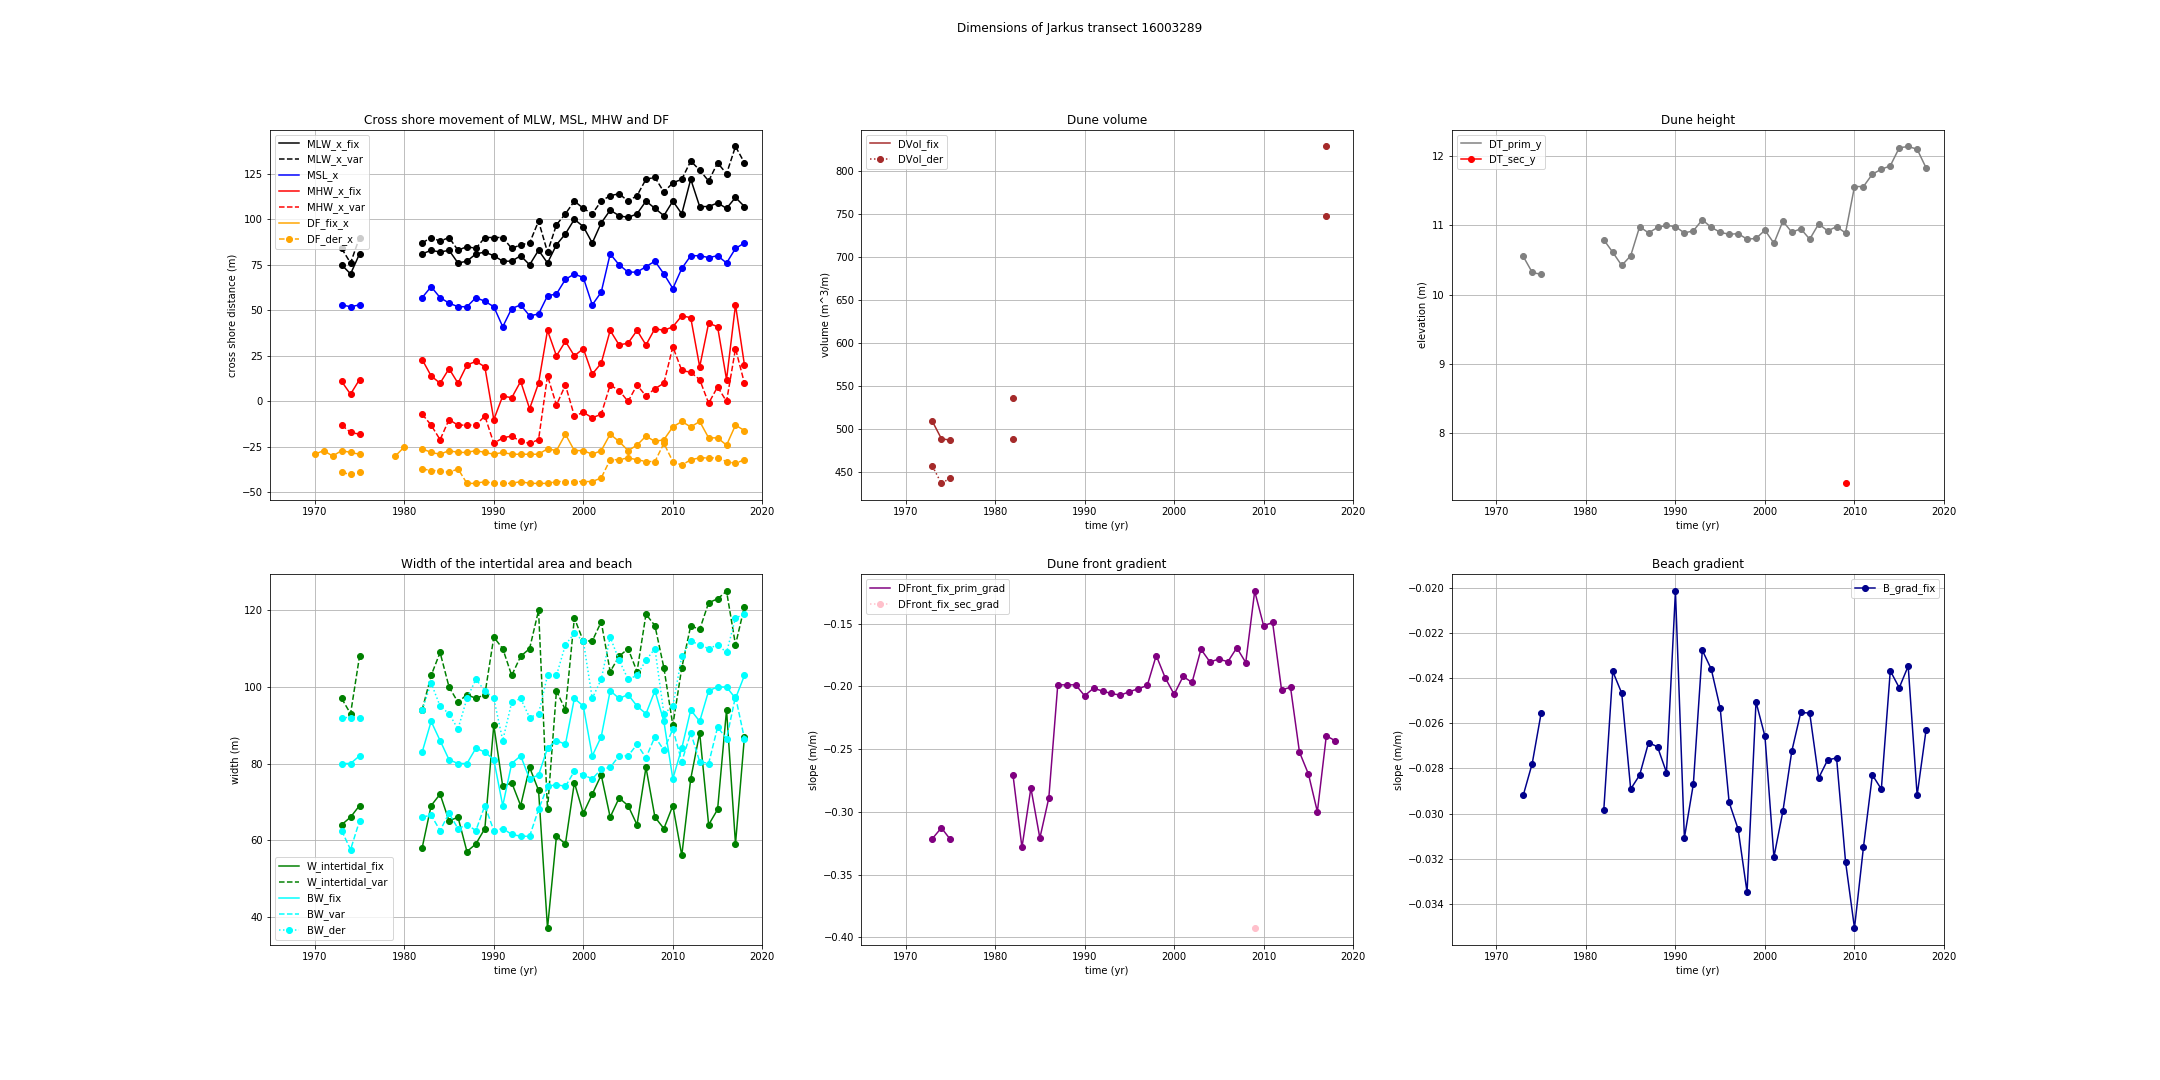 Dimensions of Jarkus transect 16003289
Cross shore movement of MLW, MSL, MHW and DF
cross shore distance (m)
125
100
75
50
25
0
−25
−50
MLW_x_fix
MLW_x_var
MSL_x
MHW_x_fix
MHW_x_var
DF_fix_x
DF_der_x
1970 1980 1990 2000 2010 2020
time (yr)
Dune volume
volume (m^3/m)
800
750
700
650
600
550
500
450
DVol_fix
DVol_der
1970 1980 1990 2000 2010 2020
time (yr)
Dune height
elevation (m)
12
11
10
9
8
DT_prim_y
DT_sec_y
1970 1980 1990 2000 2010 2020
time (yr)
Width of the intertidal area and beach
width (m)
120
100
80
60
40
W_intertidal_fix
W_intertidal_var
BW_fix
BW_var
BW_der
1970 1980 1990 2000 2010 2020
time (yr)
Dune front gradient
slope (m/m)
−0.15
−0.20
−0.25
−0.30
−0.35
−0.40
DFront_fix_prim_grad
DFront_fix_sec_grad
1970 1980 1990 2000 2010 2020
time (yr)
Beach gradient
slope (m/m)
−0.020
−0.022
−0.024
−0.026
−0.028
−0.030
−0.032
−0.034
B_grad_fix
1970 1980 1990 2000 2010 2020
time (yr)